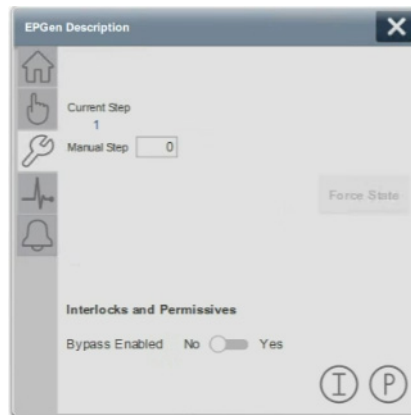 EPGen Description
Current Step
1
Manual Step 0
Force State
Interlocks and Permissives
Bypass Enabled No Yes
I P